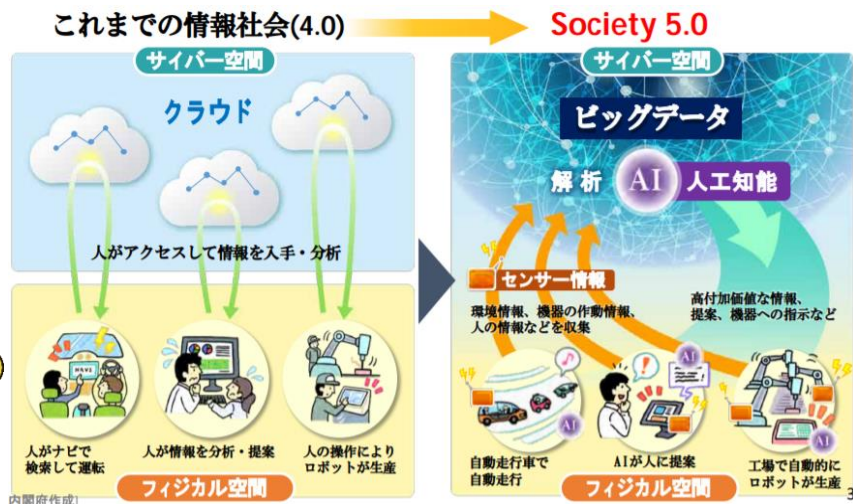 これまでの情報社会(4.0)
Society 5.0
サイバー空間
クラウド
人がアクセスして情報を入手・分析
人がナビで
検索して運転
人が情報を分析・提案
人の操作により
ロボットが生産
フィジカル空間
サイバー空間
ビッグデータ
解析 AI 人工知能
センサー情報
環境情報、機器の作動情報、
人の情報などを収集
高付加価値な情報、
提案、機器への指示など
AI
AI
AI
自動走行車で
自動走行
AIが人に提案
工場で自動的に
ロボットが生産
フィジカル空間
内閣府作成]
3